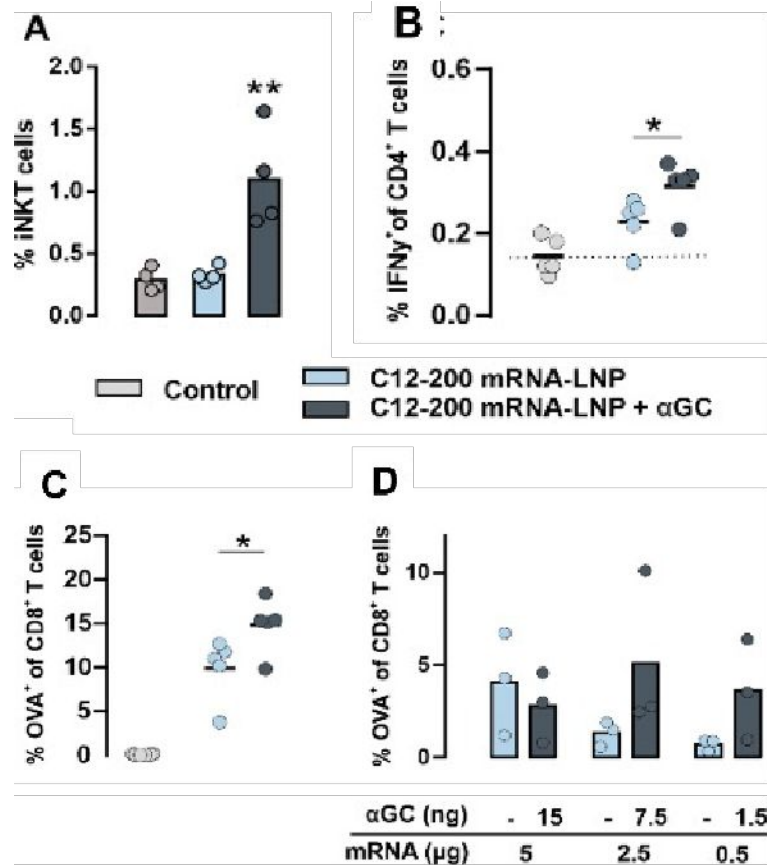 A
% iNKT cells
2.0
1.5
1.0
0.5
0.0
**
B
% IFNγ⁺ of CD4⁺ T cells
0.6
0.4
0.2
0.0
*
Control
C12-200 mRNA-LNP
C12-200 mRNA-LNP + αGC
C
% OVA⁺ of CD8⁺ T cells
25
20
15
10
5
0
*
D
% OVA⁺ of CD8⁺ T cells
10
5
0
αGC (ng) - 15 - 7.5 - 1.5
mRNA (μg) 5 2.5 0.5